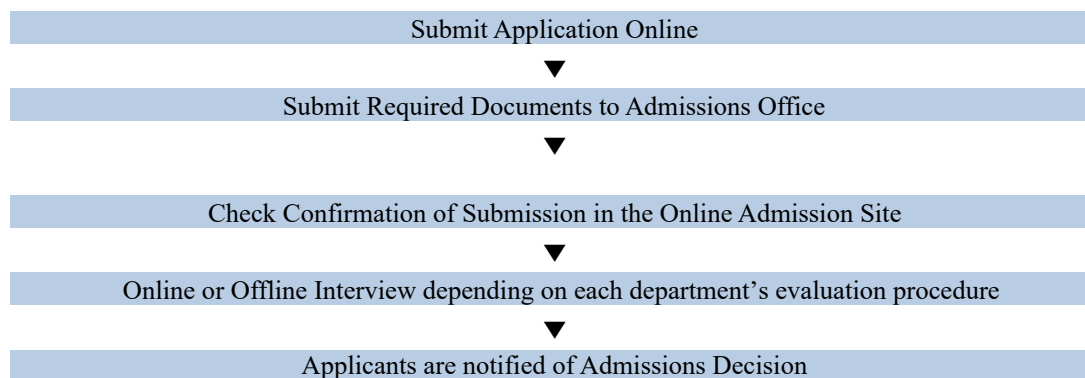 Submit Application Online
▼
Submit Required Documents to Admissions Office
▼
Check Confirmation of Submission in the Online Admission Site
▼
Online or Offline Interview depending on each department’s evaluation procedure
▼
Applicants are notified of Admissions Decision